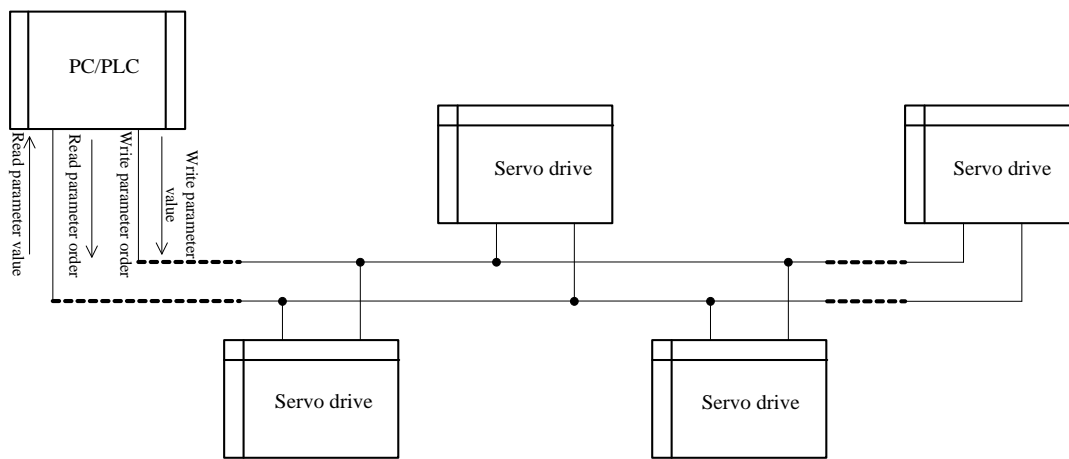 PC/PLC
Read parameter value
Read parameter order
Write parameter order
Write parameter
value
Servo drive
Servo drive
Servo drive
Servo drive